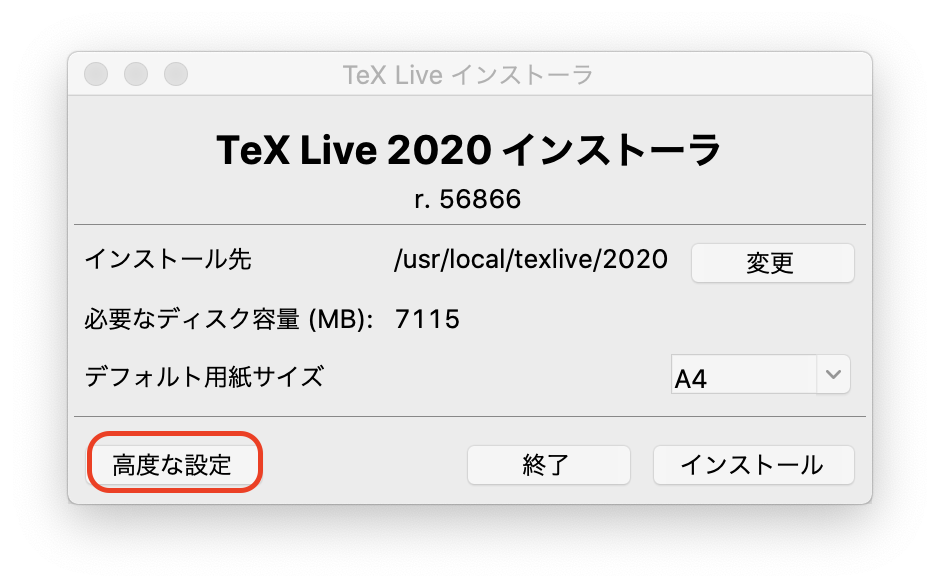 TeX Live インストーラ
TeX Live 2020 インストーラ
r. 56866
インストール先 /usr/local/texlive/2020 変更
必要なディスク容量 (MB): 7115
デフォルト用紙サイズ A4
高度な設定 終了 インストール